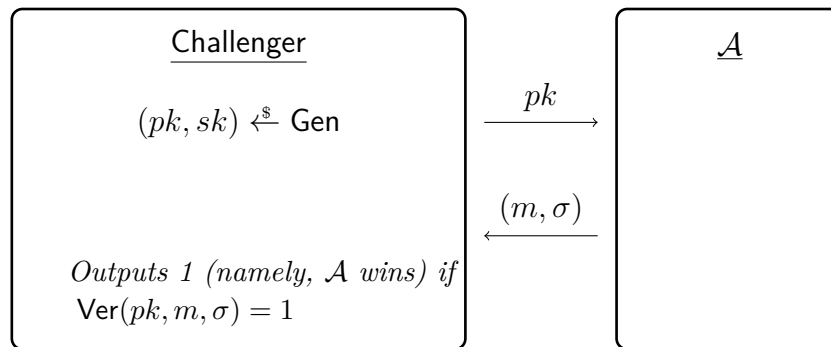 Challenger
𝒜
(pk, sk) ←$ Gen
pk
(m, σ)
Outputs 1 (namely, 𝒜 wins) if
Ver(pk, m, σ) = 1